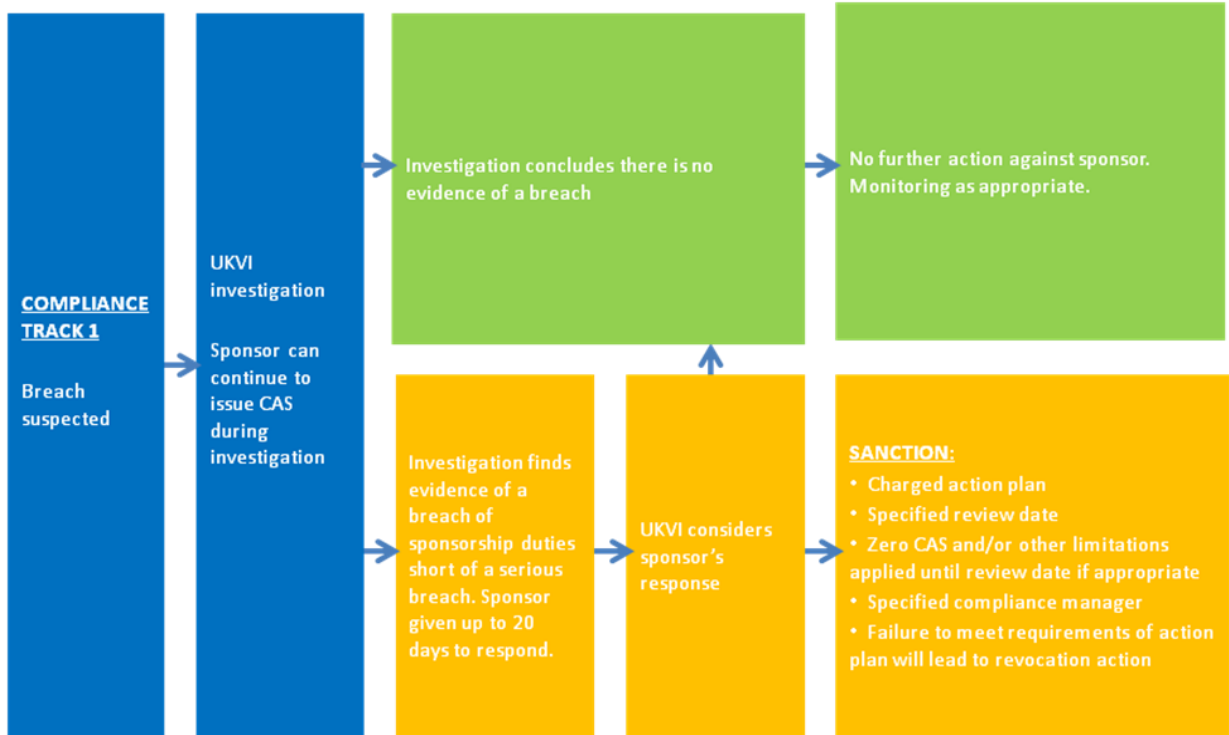 COMPLIANCE
TRACK 1
Breach
suspected
UKVI
investigation
Sponsor can
continue to
issue CAS
during
investigation
Investigation concludes there is no
evidence of a breach
No further action against sponsor.
Monitoring as appropriate.
Investigation finds
evidence of a
breach of
sponsorship duties
short of a serious
breach. Sponsor
given up to 20
days to respond.
UKVI considers
sponsor's
response
SANCTION:
• Charged action plan
• Specified review date
• Zero CAS and/or other limitations
applied until review date if appropriate
• Specified compliance manager
• Failure to meet requirements of action
plan will lead to revocation action